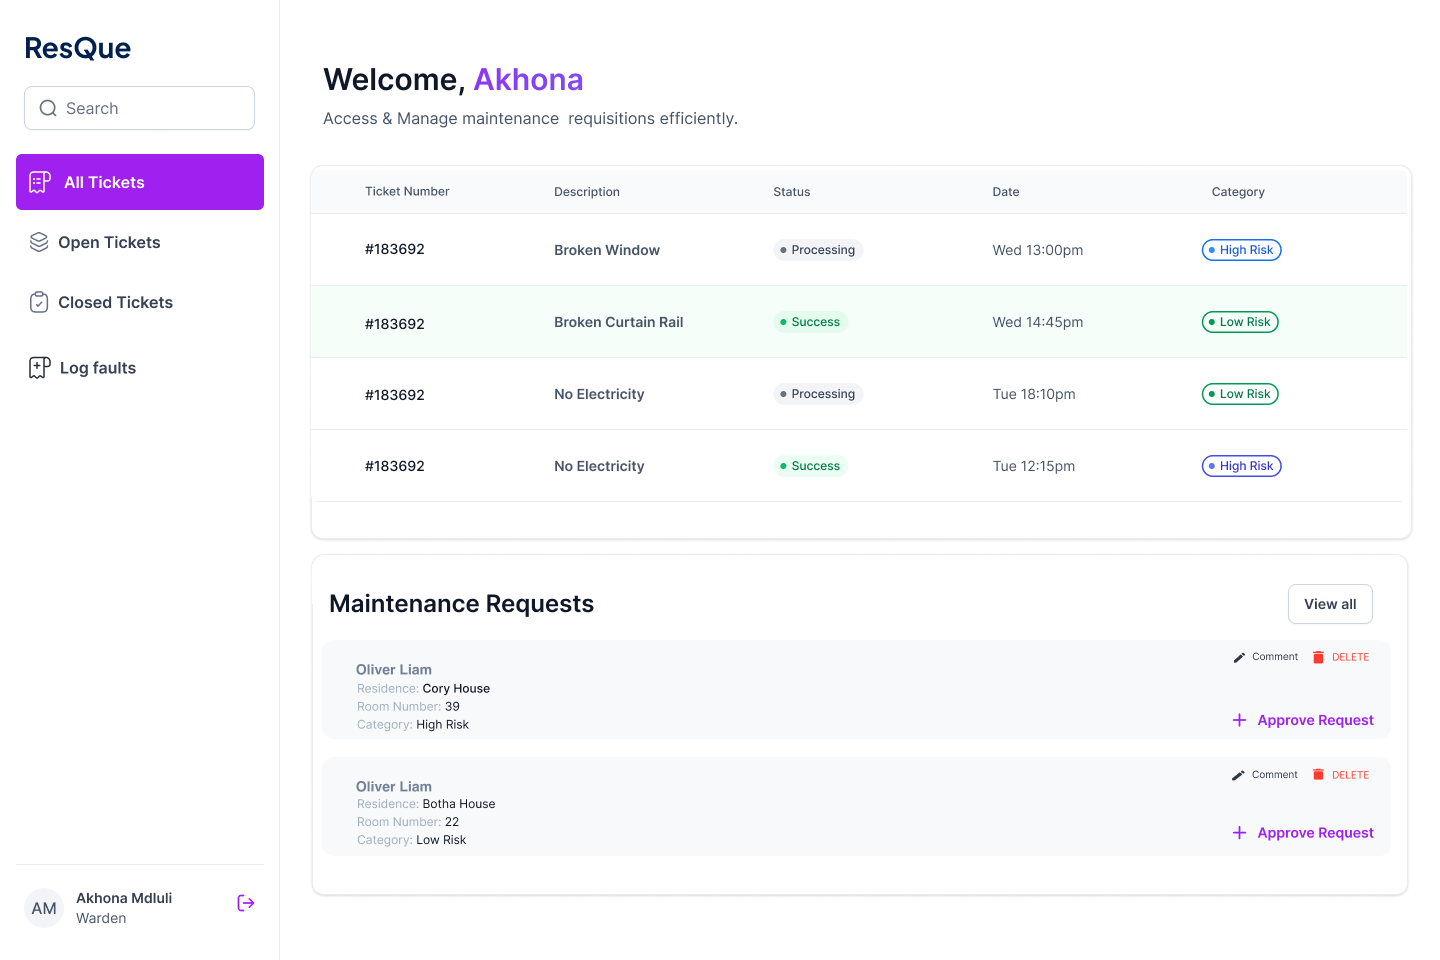 ResQue
Search
All Tickets
Open Tickets
Closed Tickets
Log faults
AM
Akhona Mdluli
Warden
Welcome, Akhona
Access & Manage maintenance  requisitions efficiently.
Ticket Number Description Status Date Category
#183692 Broken Window Processing Wed 13:00pm High Risk
#183692 Broken Curtain Rail Success Wed 14:45pm Low Risk
#183692 No Electricity Processing Tue 18:10pm Low Risk
#183692 No Electricity Success Tue 12:15pm High Risk
Maintenance Requests View all
Oliver Liam Comment DELETE
Residence: Cory House
Room Number: 39
Category: High Risk Approve Request
Oliver Liam Comment DELETE
Residence: Botha House
Room Number: 22
Category: Low Risk Approve Request